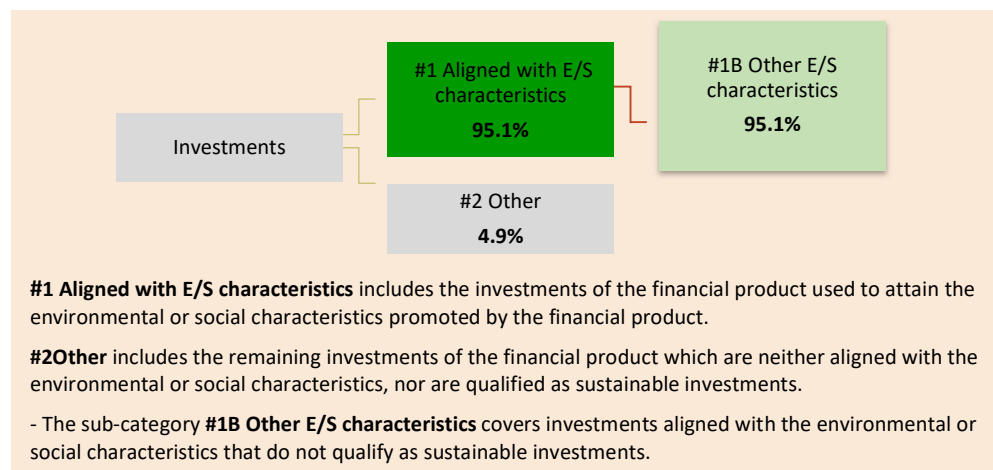 #1 Aligned with E/S
characteristics
95.1%
#1B Other E/S
characteristics
95.1%
Investments
#2 Other
4.9%
#1 Aligned with E/S characteristics includes the investments of the financial product used to attain the
environmental or social characteristics promoted by the financial product.
#2Other includes the remaining investments of the financial product which are neither aligned with the
environmental or social characteristics, nor are qualified as sustainable investments.
- The sub-category #1B Other E/S characteristics covers investments aligned with the environmental or
social characteristics that do not qualify as sustainable investments.